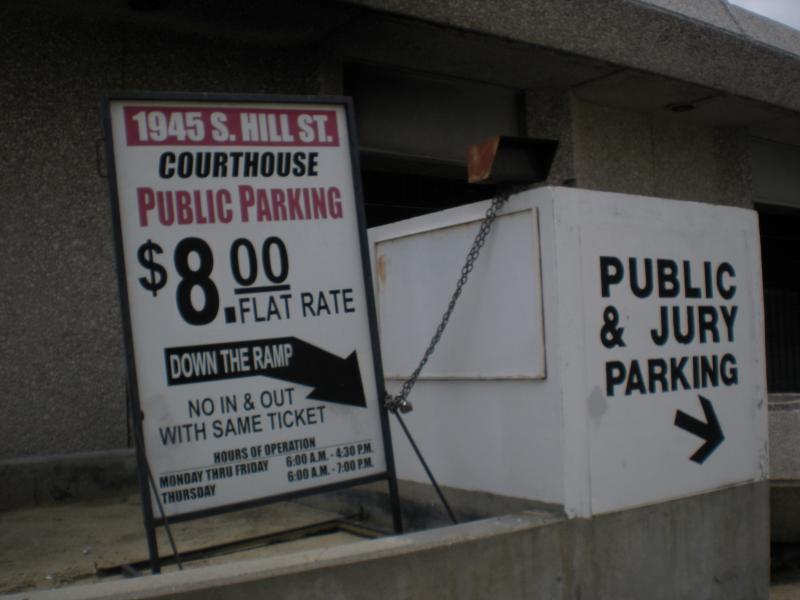 1945 S. HILL ST.
COURTHOUSE
PUBLIC PARKING
$8.00 FLAT RATE
DOWN THE RAMP
NO IN & OUT
WITH SAME TICKET
HOURS OF OPERATION
MONDAY THRU FRIDAY 6:00 A.M. - 4:30 P.M.
THURSDAY 6:00 A.M. - 7:00 P.M.
PUBLIC
& JURY
PARKING